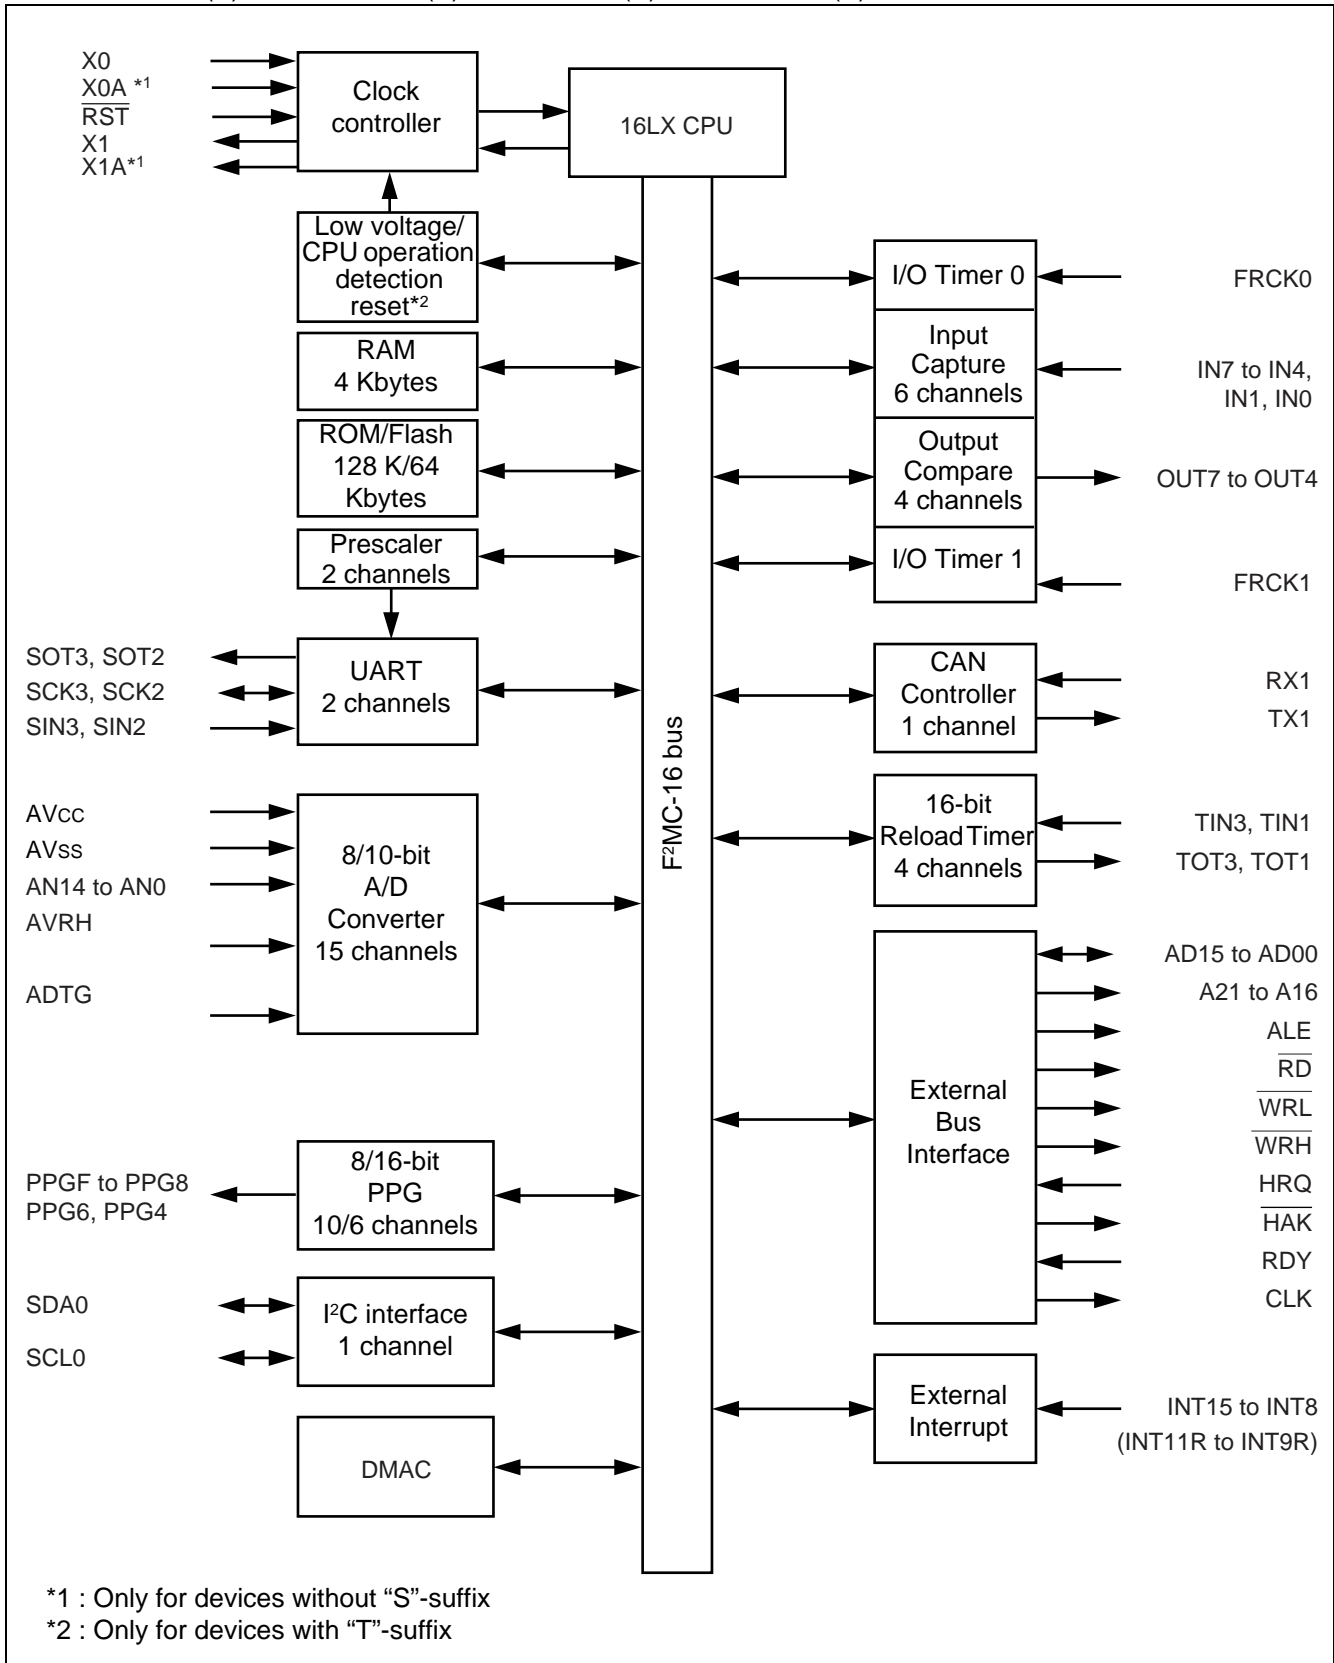 X0
X0A *1
RST
X1
X1A*1
Clock
controller
16LX CPU
Low voltage/
CPU operation
detection
reset*2
RAM
4 Kbytes
ROM/Flash
128 K/64
Kbytes
Prescaler
2 channels
SOT3, SOT2
SCK3, SCK2
SIN3, SIN2
UART
2 channels
AVCC
AVSS
AN14 to AN0
AVRH
ADTG
8/10-bit
A/D
Converter
15 channels
PPGF to PPG8
PPG6, PPG4
8/16-bit
PPG
10/6 channels
SDA0
SCL0
I²C interface
1 channel
DMAC
F²MC-16 bus
I/O Timer 0
FRCK0
Input
Capture
6 channels
IN7 to IN4,
IN1, IN0
Output
Compare
4 channels
OUT7 to OUT4
I/O Timer 1
FRCK1
CAN
Controller
1 channel
RX1
TX1
16-bit
Reload Timer
4 channels
TIN3, TIN1
TOT3, TOT1
External
Bus
Interface
AD15 to AD00
A21 to A16
ALE
RD
WRL
WRH
HRQ
HAK
RDY
CLK
External
Interrupt
INT15 to INT8
(INT11R to INT9R)
*1 : Only for devices without “S”-suffix
*2 : Only for devices with “T”-suffix